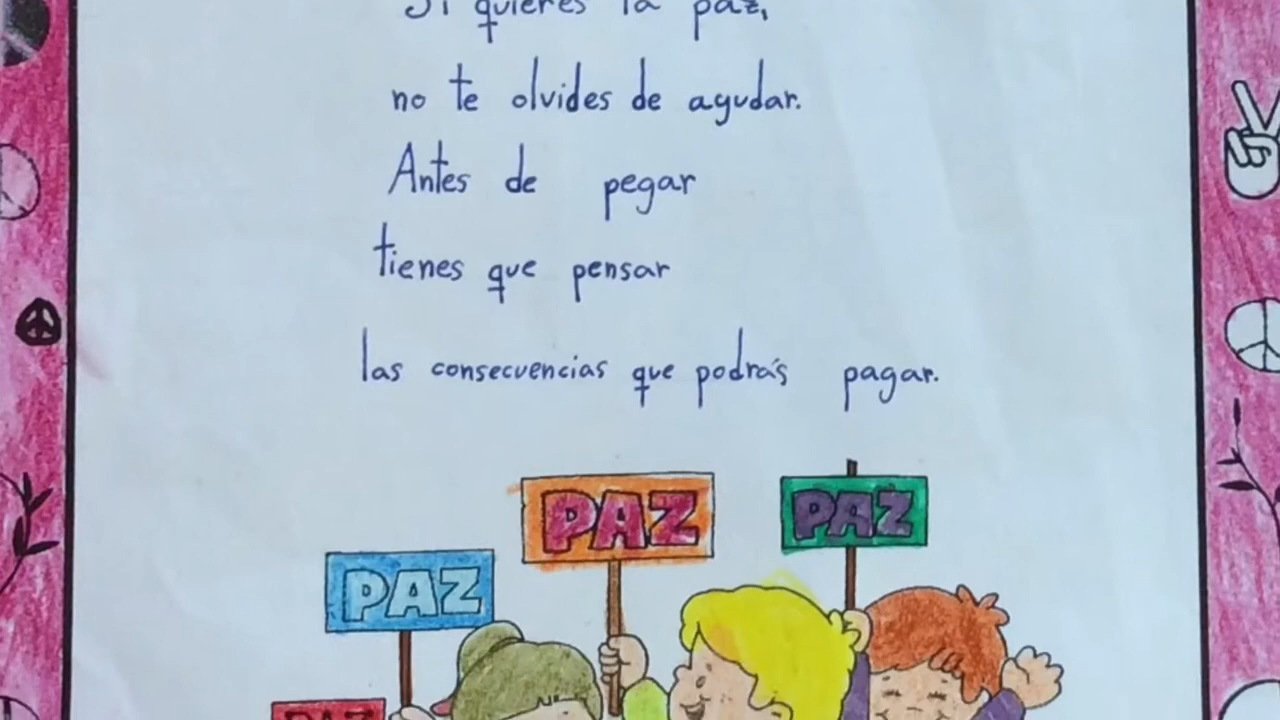 Si quieres la paz,
no te olvides de ayudar.
Antes de pegar
tienes que pensar
las consecuencias que podrás pagar.
PAZ
PAZ
PAZ
PAZ